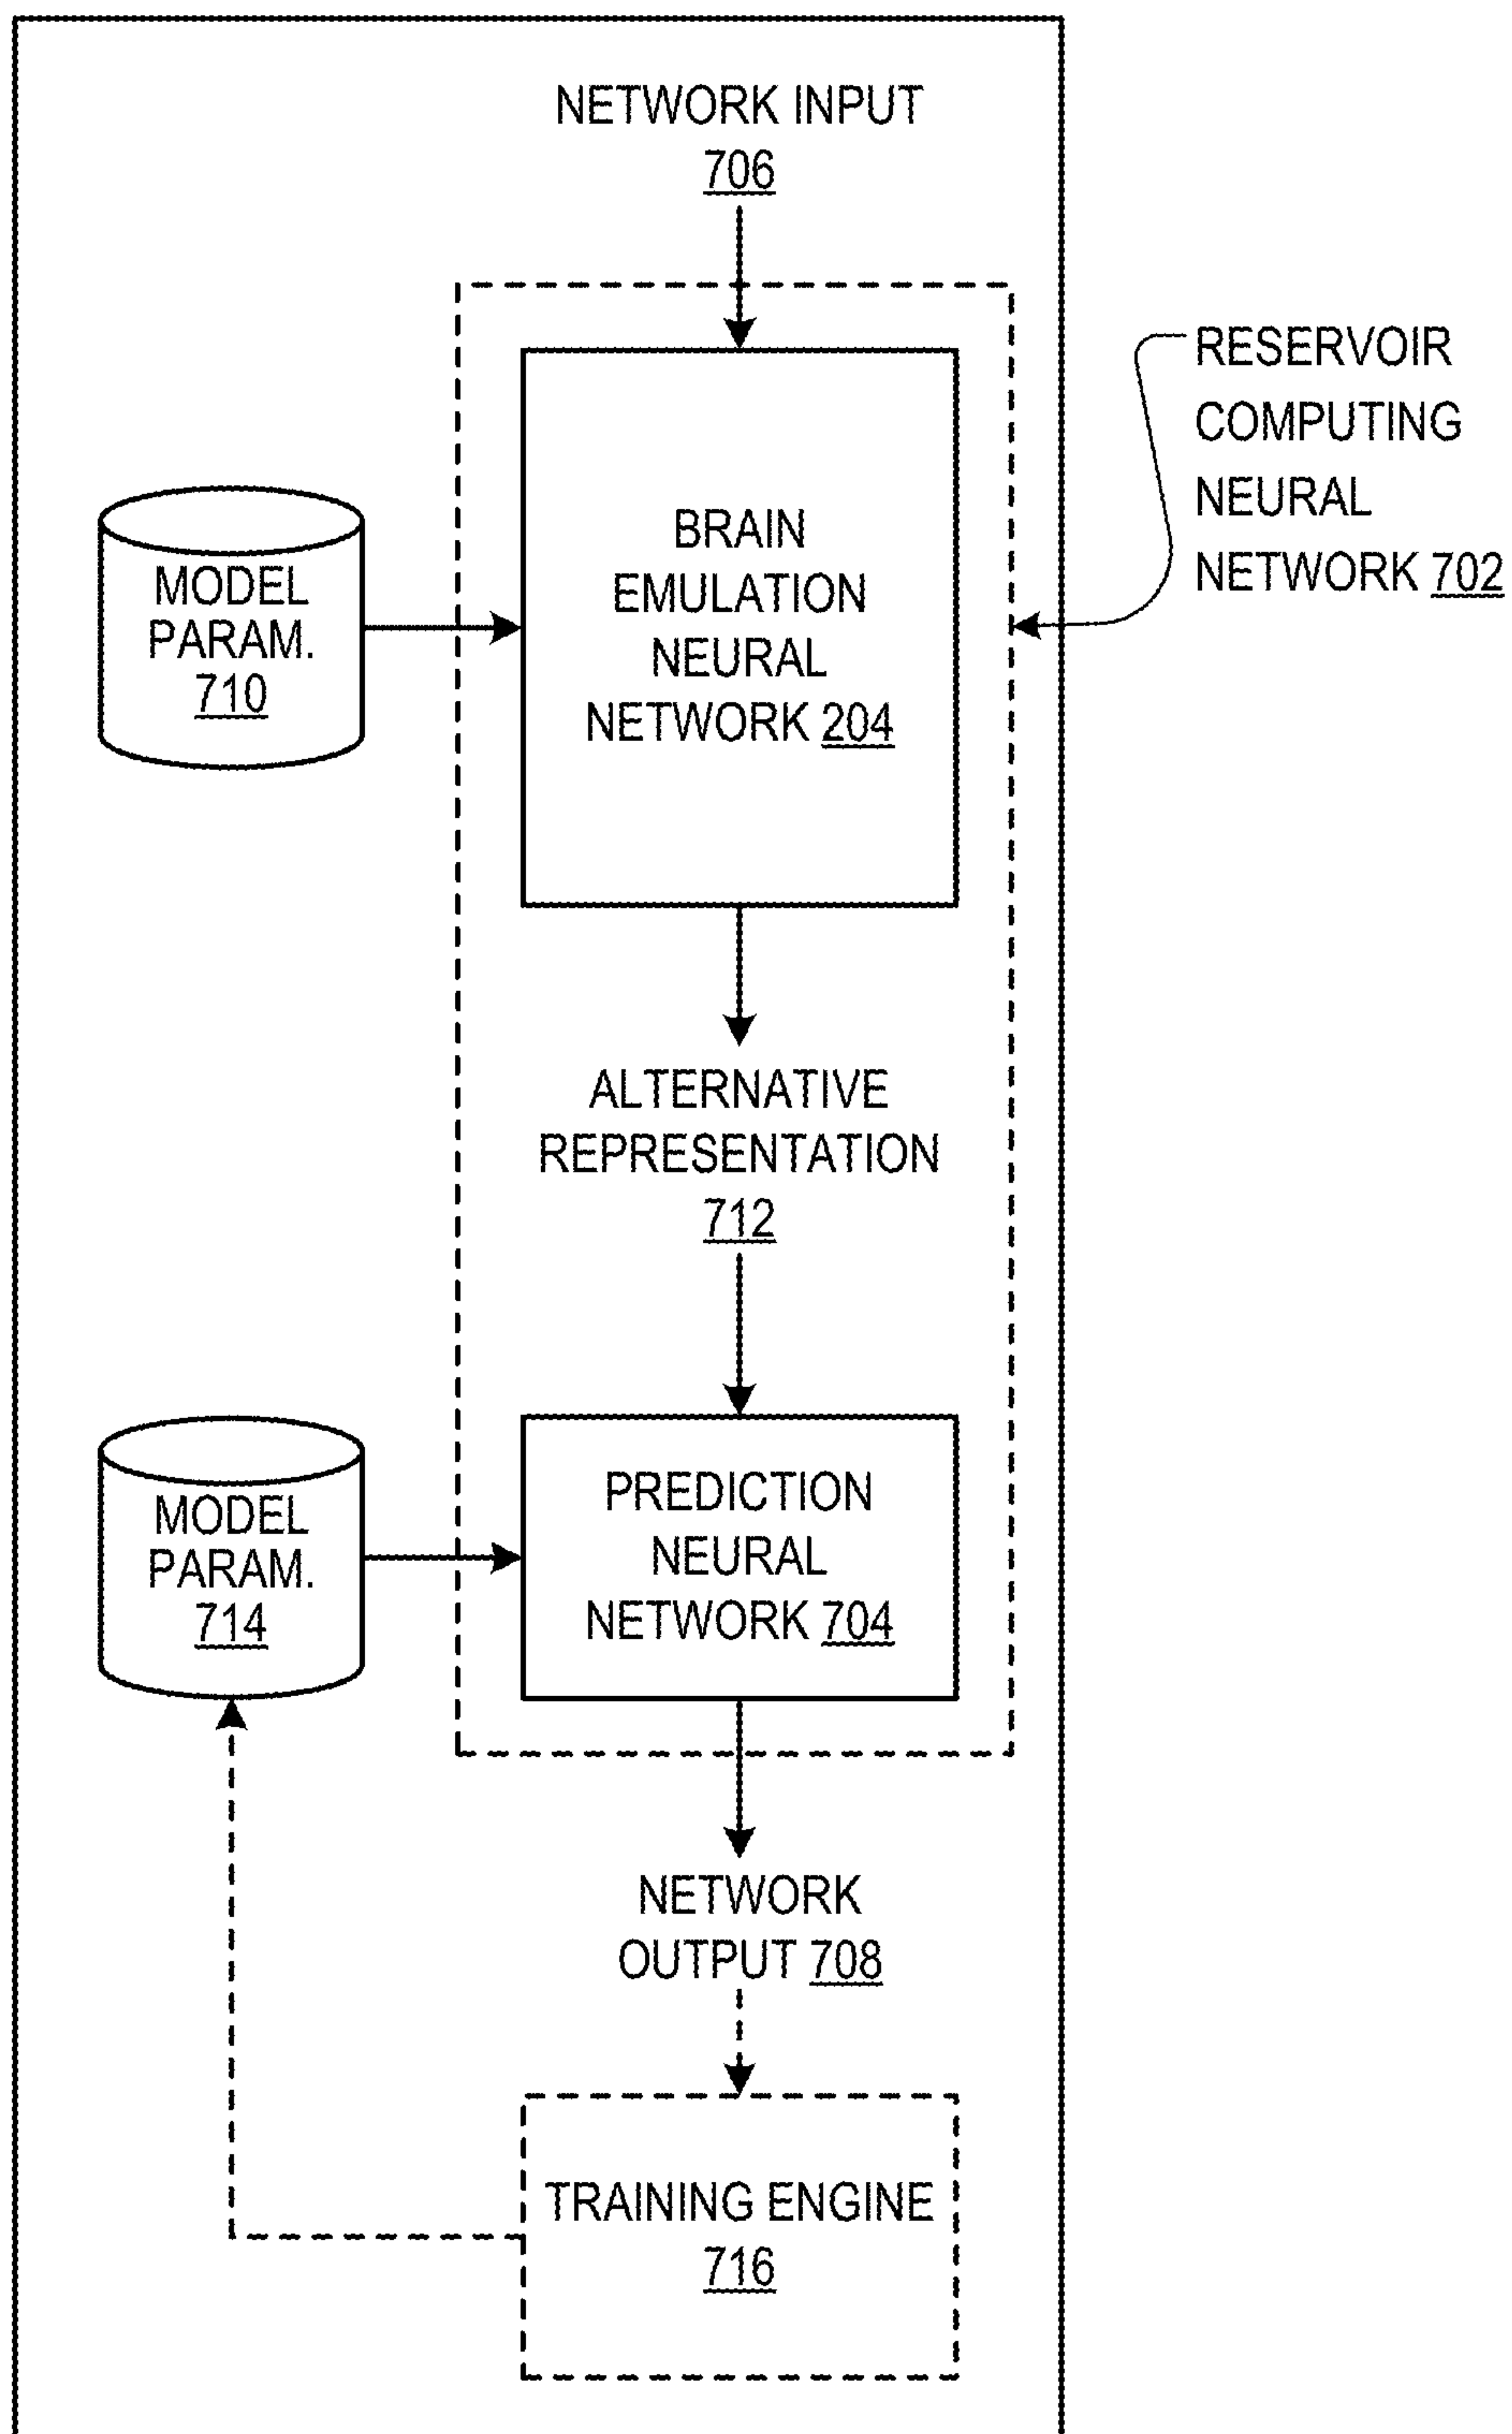 NETWORK INPUT
706
RESERVOIR
COMPUTING
NEURAL
NETWORK 702
BRAIN
EMULATION
NEURAL
NETWORK 204
MODEL
PARAM.
710
ALTERNATIVE
REPRESENTATION
712
PREDICTION
NEURAL
NETWORK 704
MODEL
PARAM.
714
NETWORK
OUTPUT 708
TRAINING ENGINE
716